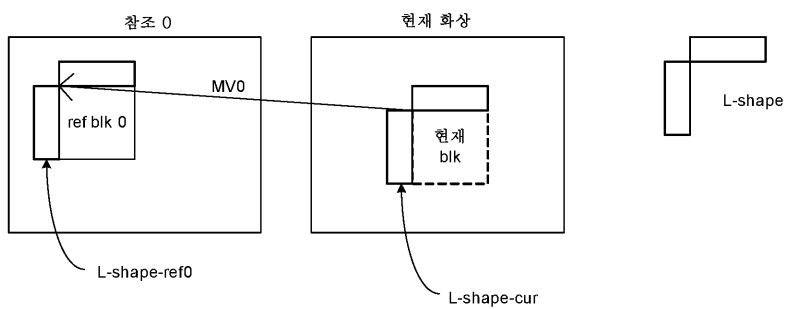 참조 0
현재 화상
MV0
L-shape
ref blk 0
현재
blk
L-shape-ref0
L-shape-cur